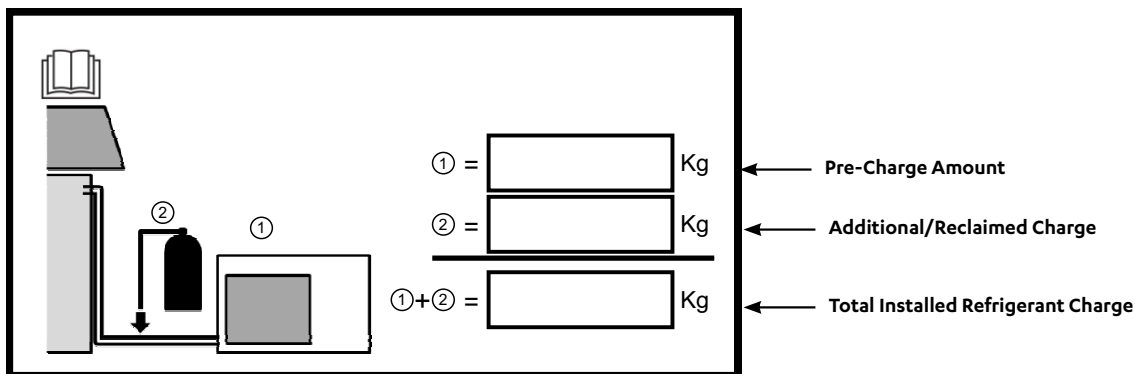 ① = Kg Pre-Charge Amount
② ① ② = Kg Additional/Reclaimed Charge
①+② = Kg Total Installed Refrigerant Charge